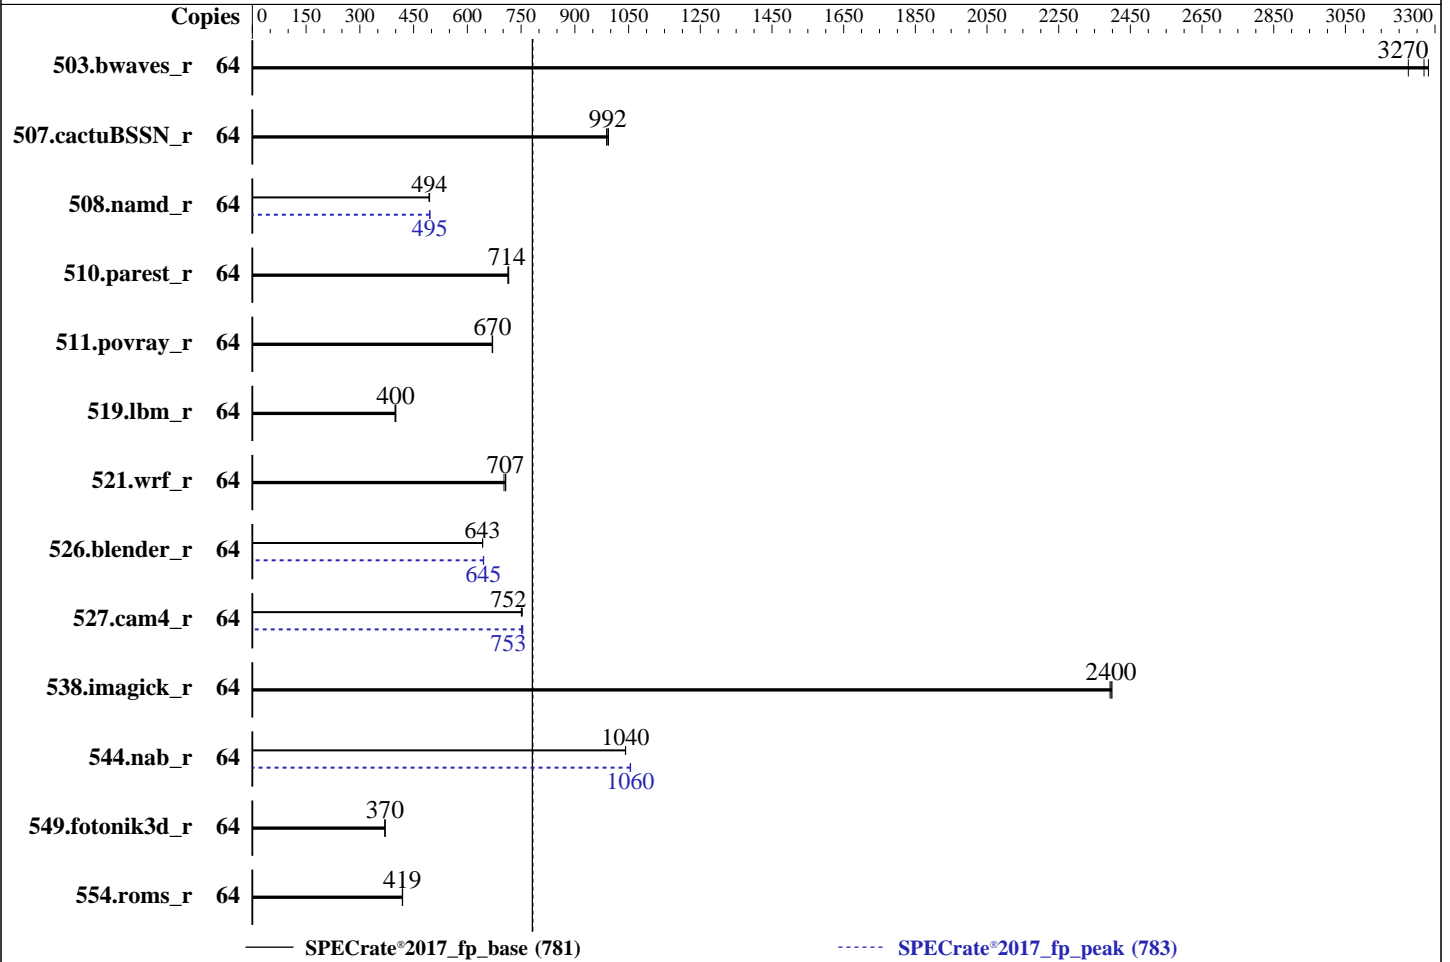 Copies 0 150 300 450 600 750 900 1050 1250 1450 1650 1850 2050 2250 2450 2650 2850 3050 3300
503.bwaves_r 64 3270
507.cactuBSSN_r 64 992
508.namd_r 64 494
495
510.parest_r 64 714
511.povray_r 64 670
519.lbm_r 64 400
521.wrf_r 64 707
526.blender_r 64 643
645
527.cam4_r 64 752
753
538.imagick_r 64 2400
544.nab_r 64 1040
1060
549.fotonik3d_r 64 370
554.roms_r 64 419
SPECrate®2017_fp_base (781) SPECrate®2017_fp_peak (783)